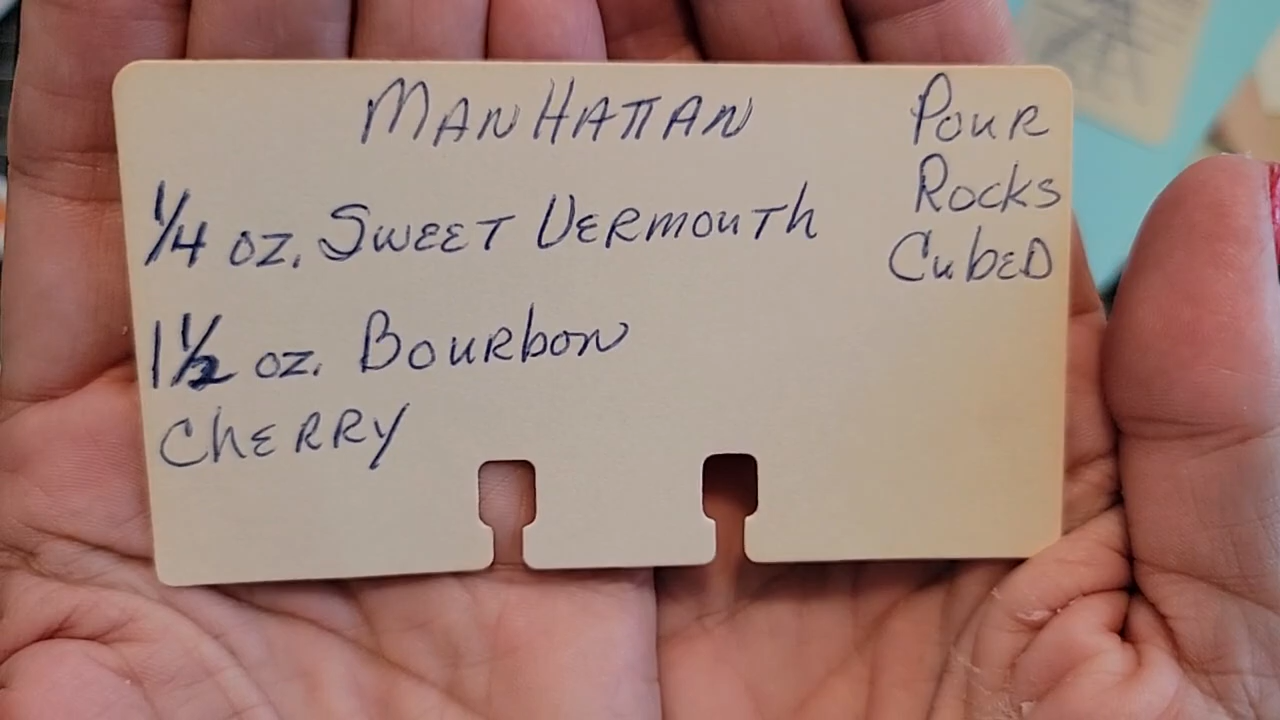 MANHATTAN
1/4 oz. SWEET VERMOUTH
1 1/2 oz. BOURBON
CHERRY
POUR
ROCKS
CUBED